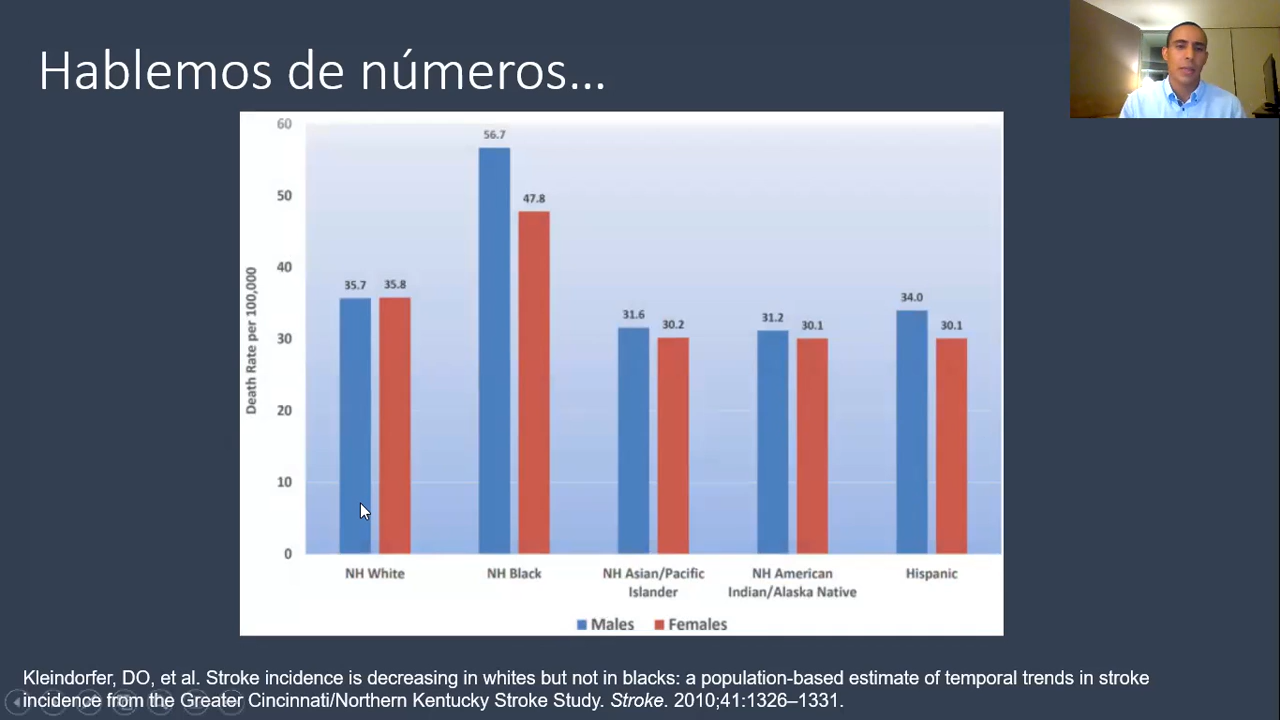 Hablemos de números...
60
50
40
30
20
10
0
Death Rate per 100,000
35.7
35.8
56.7
47.8
31.6
30.2
31.2
30.1
34.0
30.1
NH White
NH Black
NH Asian/Pacific
Islander
NH American
Indian/Alaska Native
Hispanic
Males
Females
Kleindorfer, DO, et al. Stroke incidence is decreasing in whites but not in blacks: a population-based estimate of temporal trends in stroke
incidence from the Greater Cincinnati/Northern Kentucky Stroke Study. Stroke. 2010;41:1326–1331.